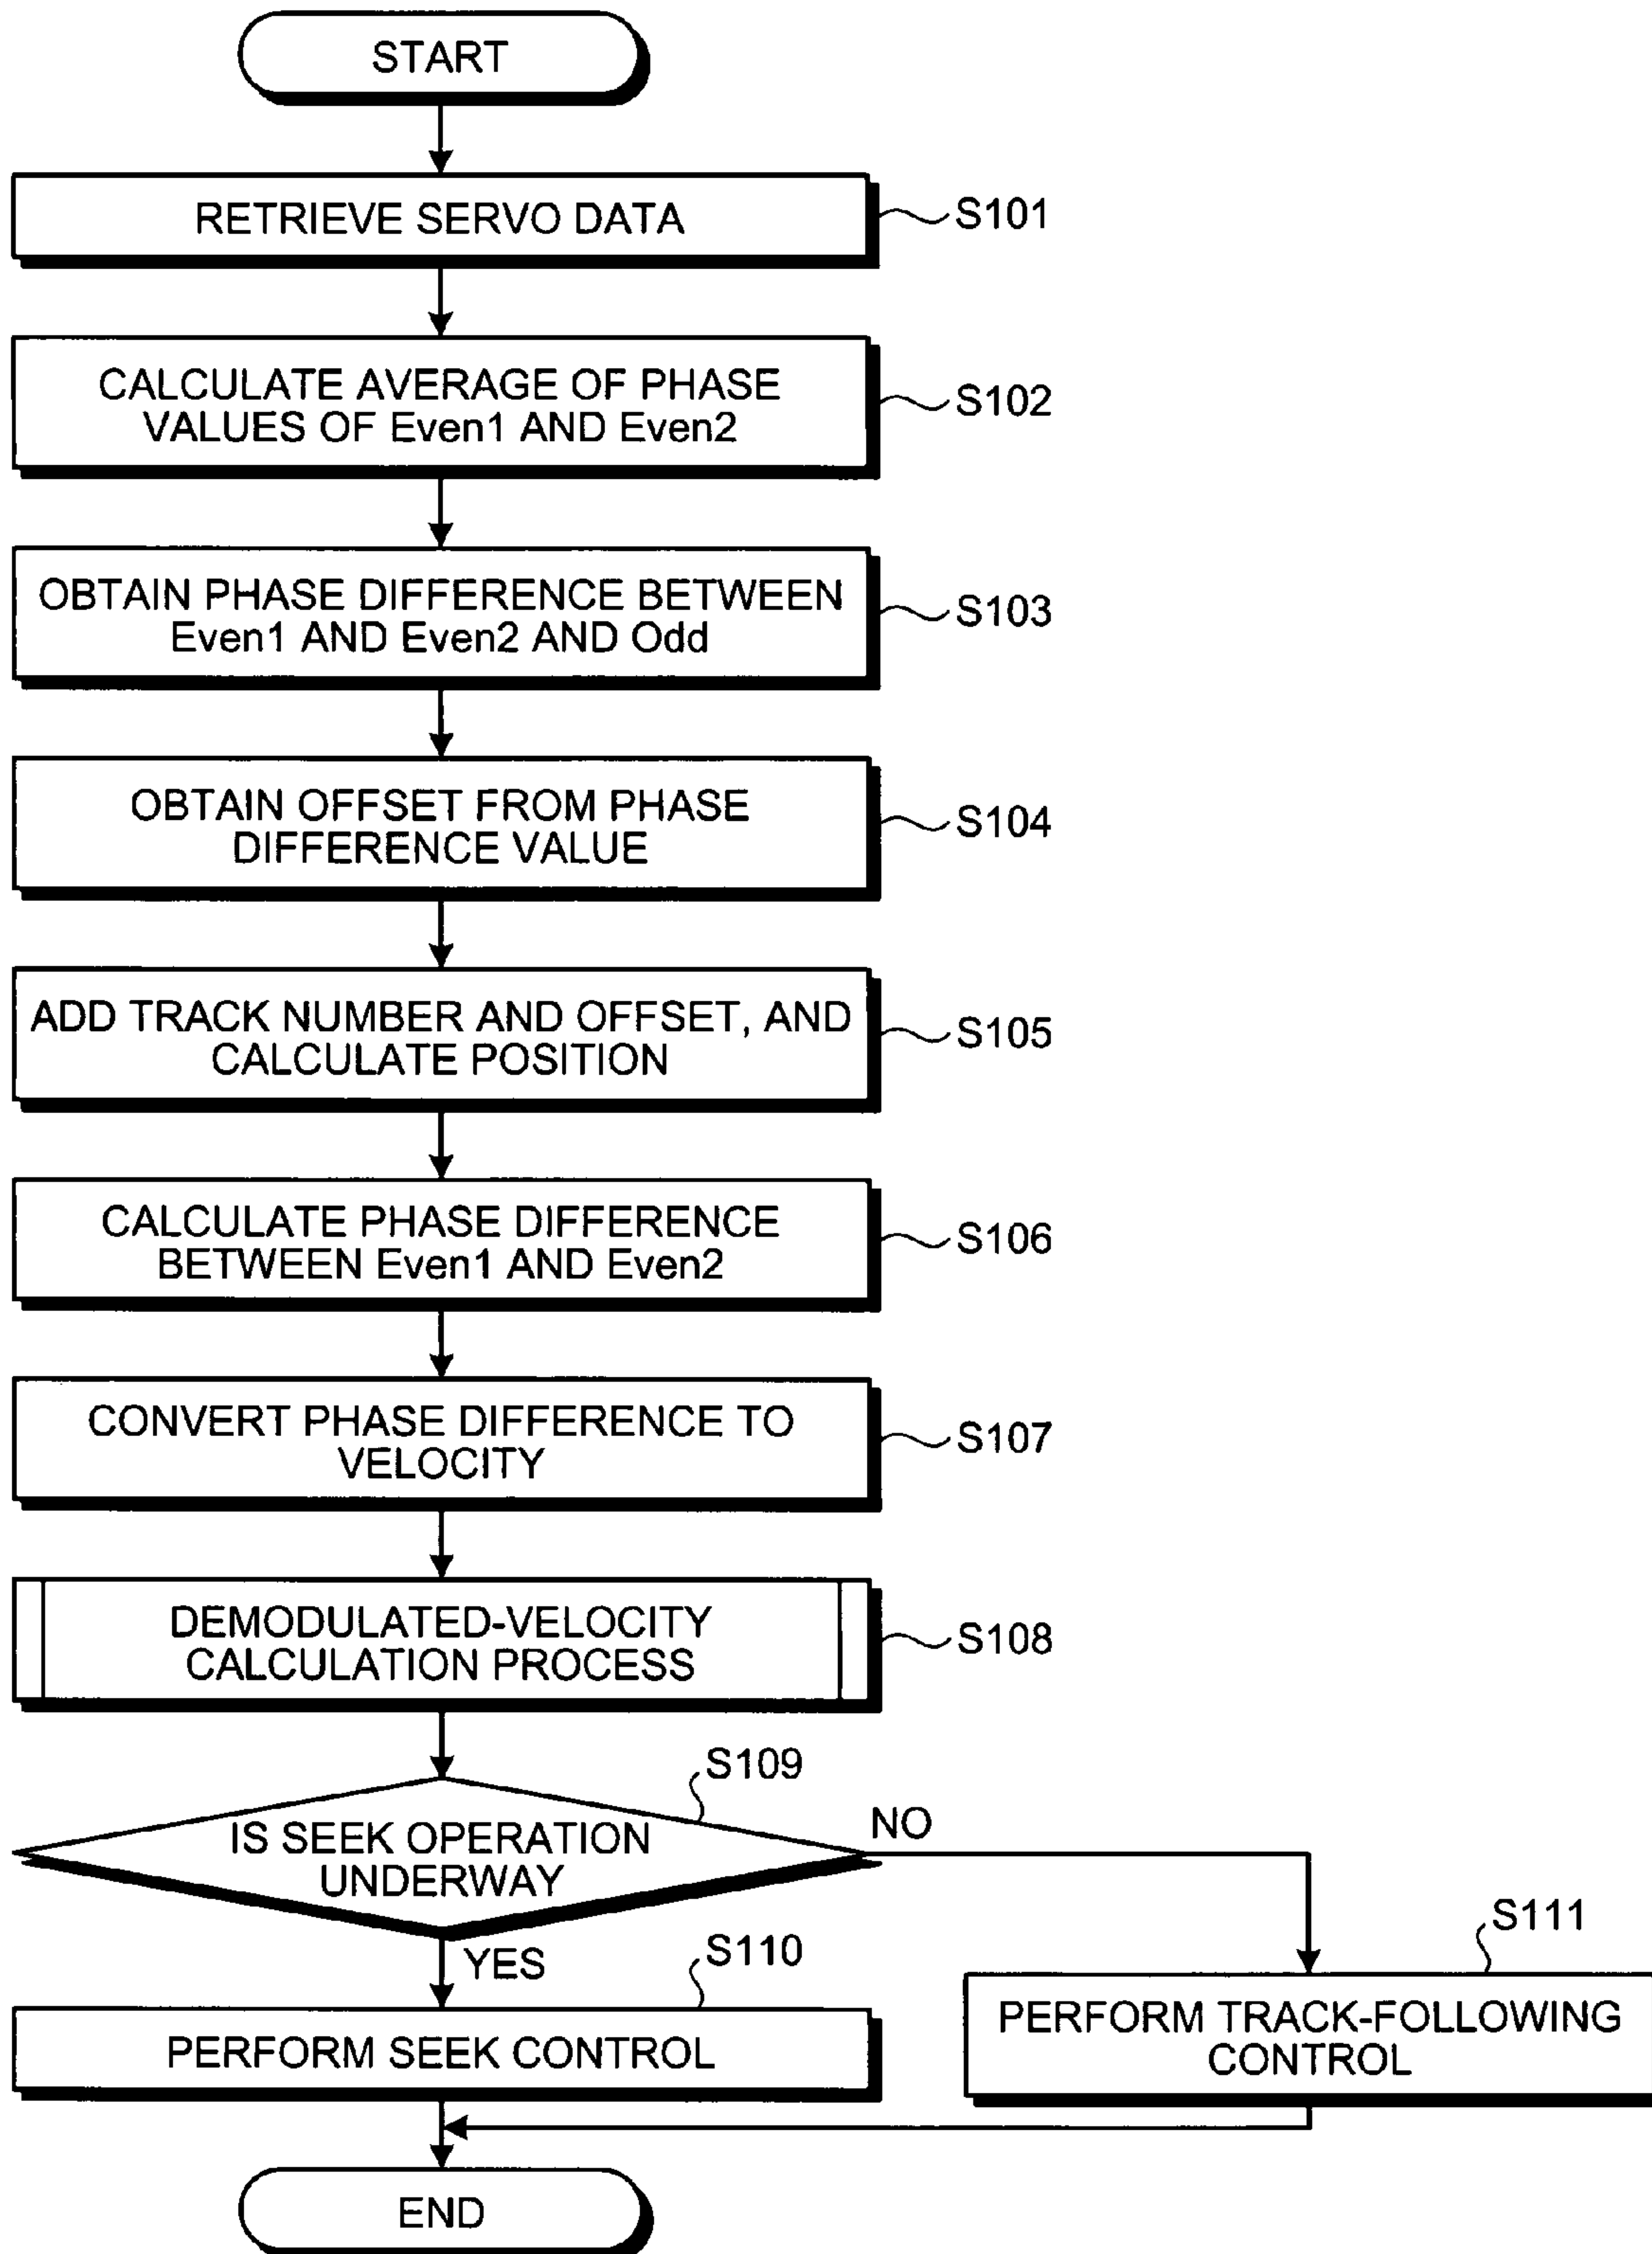 START
RETRIEVE SERVO DATA
S101
CALCULATE AVERAGE OF PHASE
VALUES OF Even1 AND Even2
S102
OBTAIN PHASE DIFFERENCE BETWEEN
Even1 AND Even2 AND Odd
S103
OBTAIN OFFSET FROM PHASE
DIFFERENCE VALUE
S104
ADD TRACK NUMBER AND OFFSET, AND
CALCULATE POSITION
S105
CALCULATE PHASE DIFFERENCE
BETWEEN Even1 AND Even2
S106
CONVERT PHASE DIFFERENCE TO
VELOCITY
S107
DEMODULATED-VELOCITY
CALCULATION PROCESS
S108
S109
IS SEEK OPERATION
UNDERWAY
NO
YES
S110
PERFORM SEEK CONTROL
S111
PERFORM TRACK-FOLLOWING
CONTROL
END